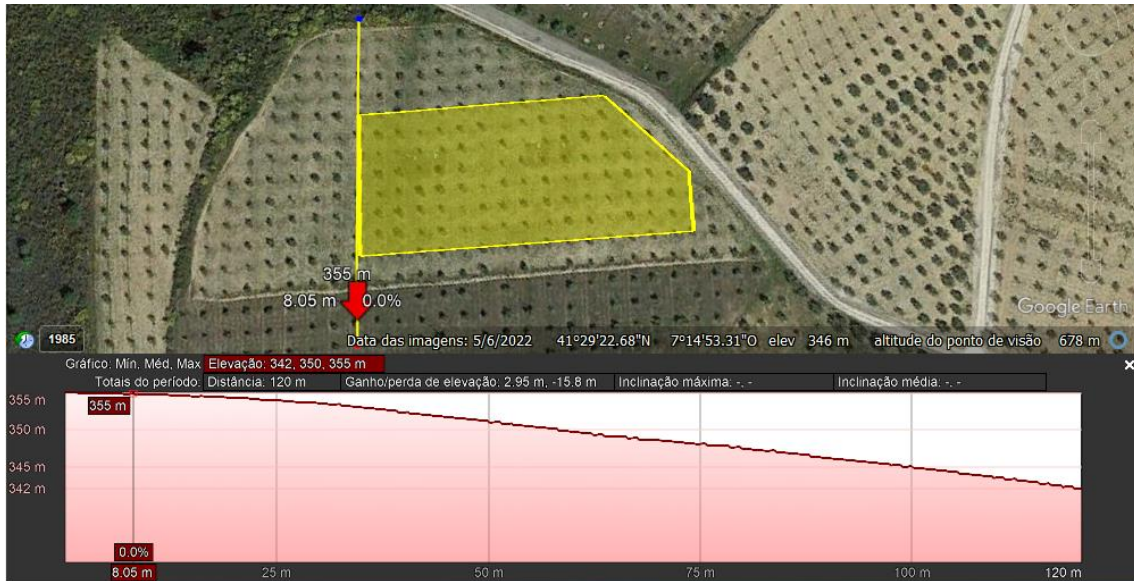 355 m
8.05 m 0.0%
Google Earth
1985 Data das imagens: 5/6/2022 41°29'22.68"N 7°14'53.31"O elev 346 m altitude do ponto de visão 678 m
Gráfico: Mín, Méd, Max Elevação: 342, 350, 355 m
Totais do período: Distância: 120 m Ganho/perda de elevação: 2.95 m, -15.8 m Inclinação máxima: -, - Inclinação média: -, -
355 m
355 m
350 m
345 m
342 m
0.0%
8.05 m 25 m 50 m 75 m 100 m 120 m